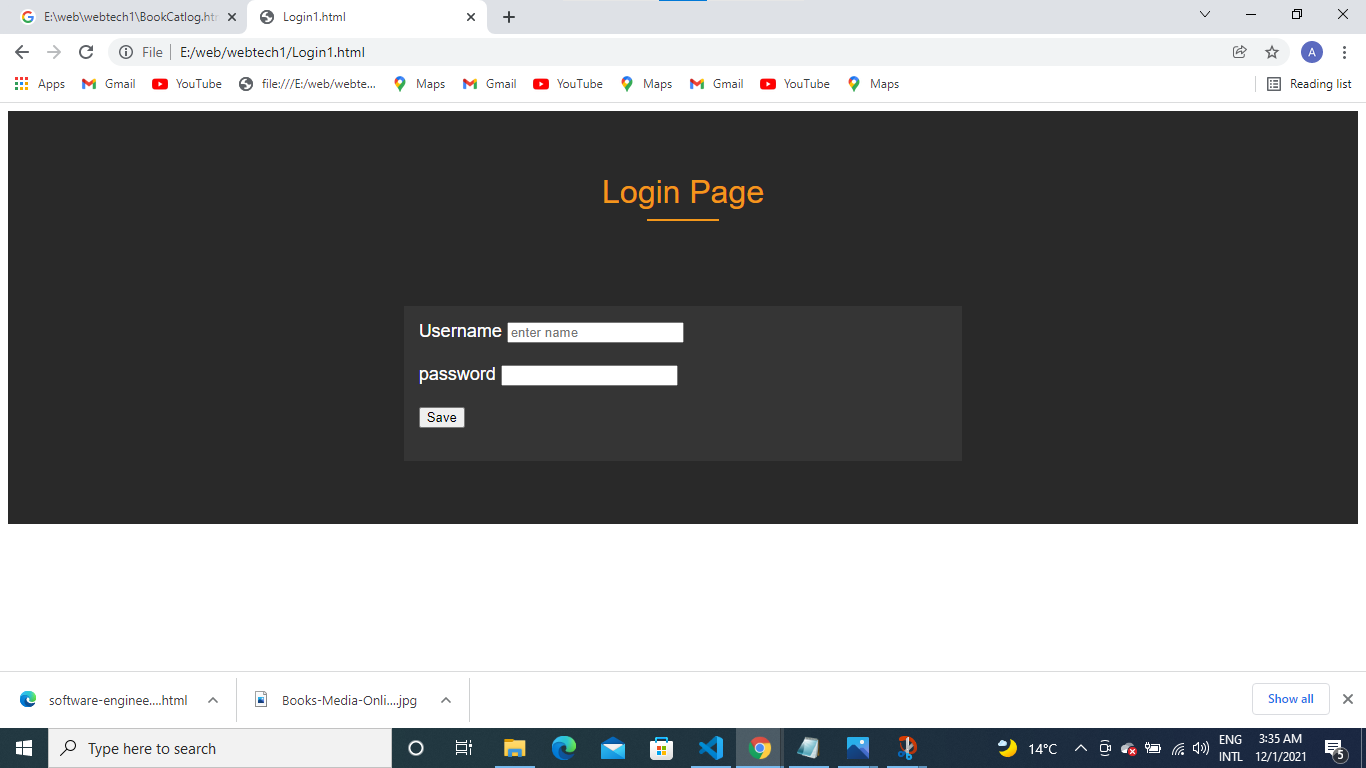 E:\web\webtech1\BookCatlog.htm
Login1.html
File
E:/web/webtech1/Login1.html
A
Apps
Gmail
YouTube
file:///E:/web/webte...
Maps
Gmail
YouTube
Maps
Gmail
YouTube
Maps
Reading list
Login Page
Username
enter name
password
Save
software-enginee....html
Books-Media-Onli....jpg
Show all
Type here to search
14°C
ENG
INTL
3:35 AM
12/1/2021
5